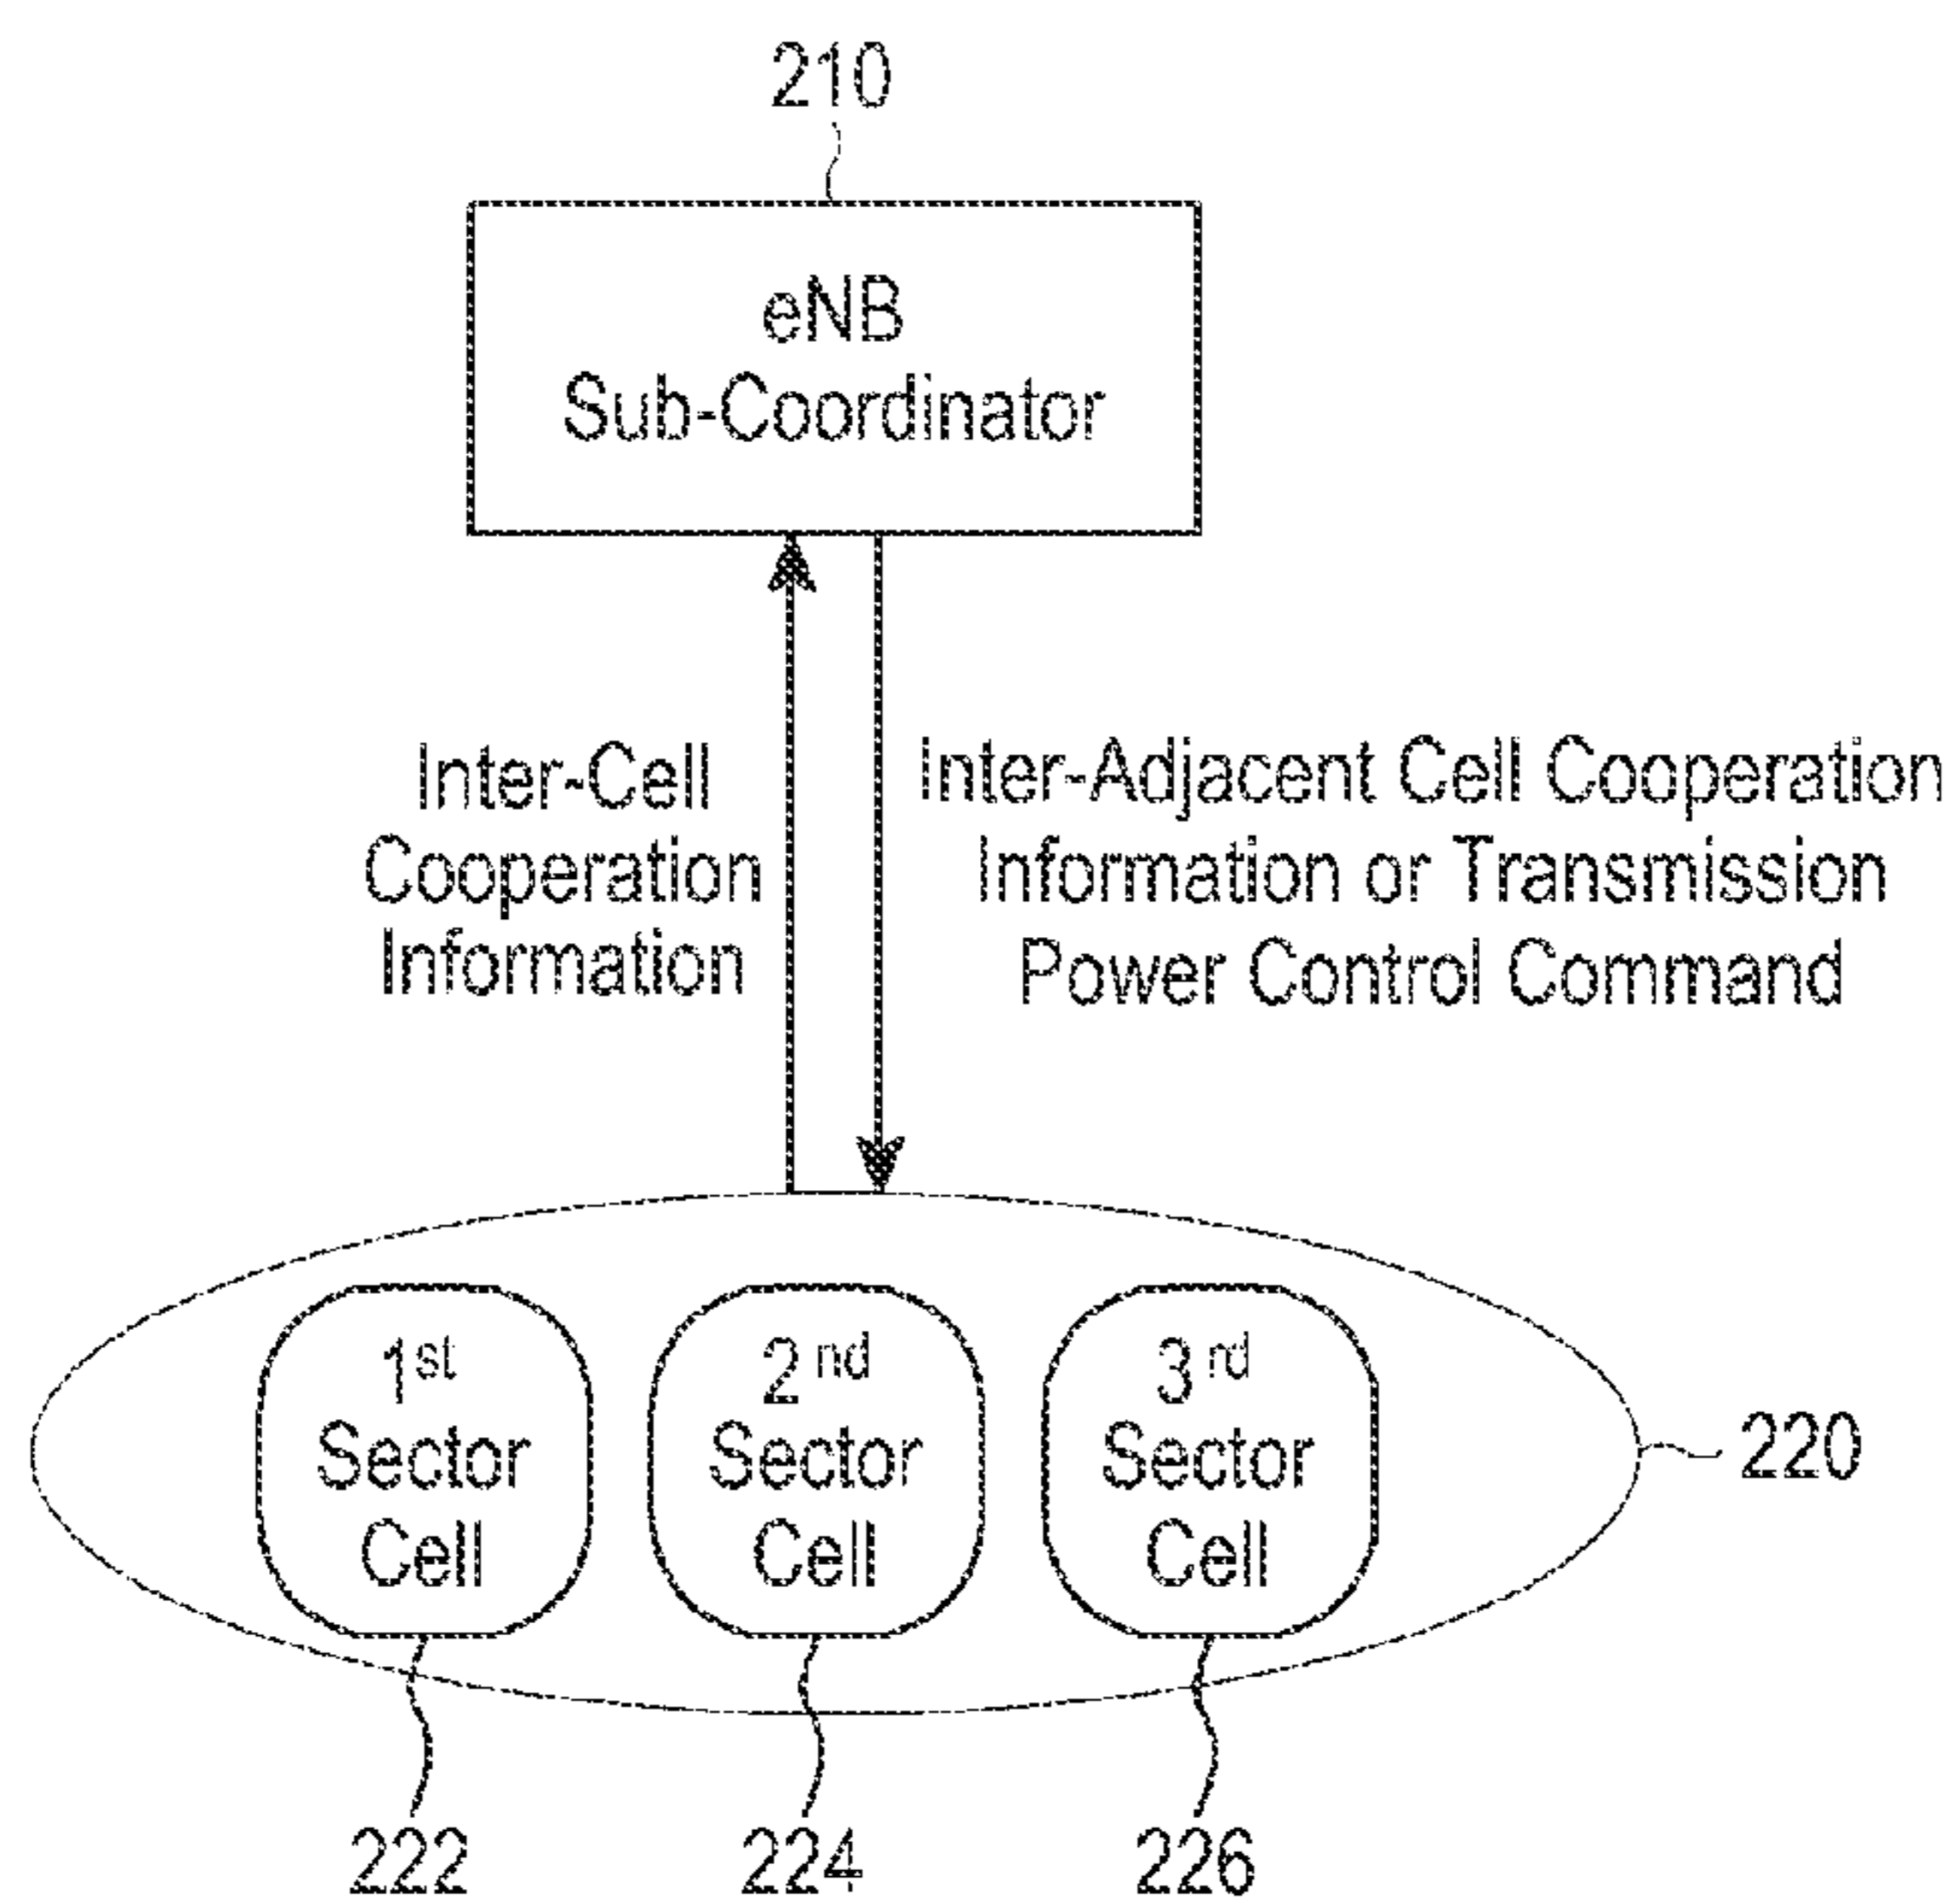 210
eNB
Sub-Coordinator
Inter-Cell
Cooperation
Information
Inter-Adjacent Cell Cooperation
Information or Transmission
Power Control Command
1st
Sector
Cell
2nd
Sector
Cell
3rd
Sector
Cell
220
222
224
226